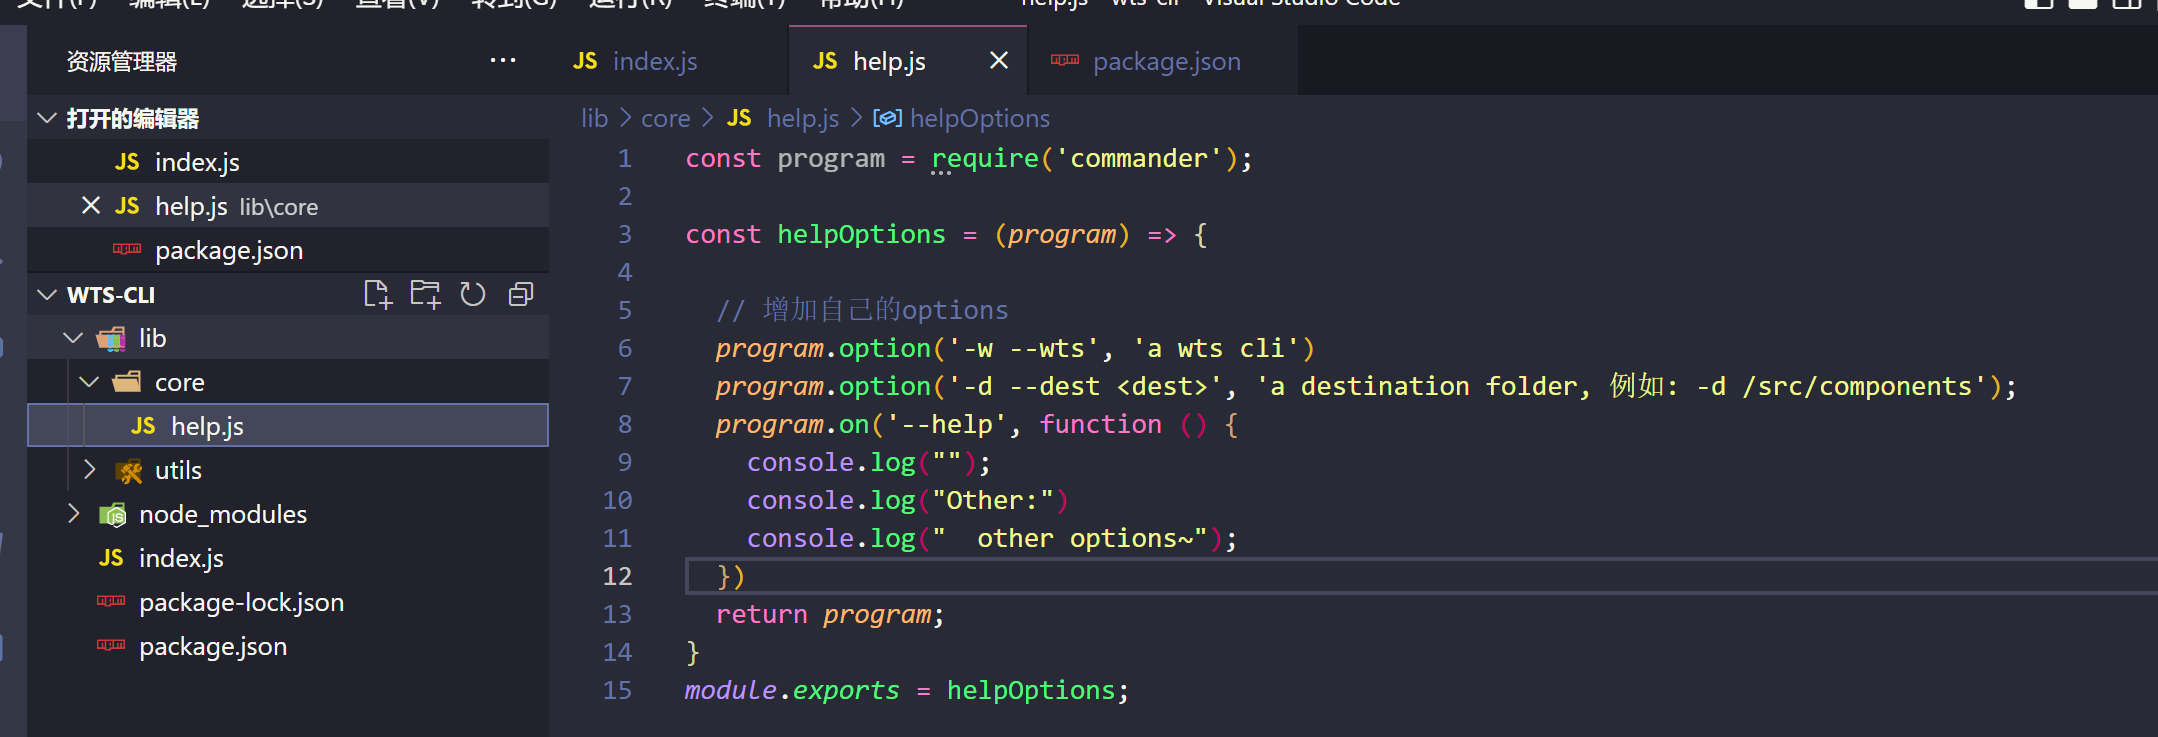 文件(F) 编辑(E) 选择(S) 查看(V) 转到(G) 运行(R) 终端(T) 帮助(H) help.js - wts-cli - Visual Studio Code
资源管理器 ...
JS index.js JS help.js package.json
打开的编辑器
JS index.js
JS help.js lib\core
package.json
WTS-CLI
lib
core
JS help.js
utils
node_modules
JS index.js
package-lock.json
package.json
lib > core > JS help.js > helpOptions
1 const program = require('commander');
2
3 const helpOptions = (program) => {
4
5 // 增加自己的options
6 program.option('-w --wts', 'a wts cli')
7 program.option('-d --dest <dest>', 'a destination folder, 例如: -d /src/components');
8 program.on('--help', function () {
9 console.log("");
10 console.log("Other:")
11 console.log("  other options~");
12 })
13 return program;
14 }
15 module.exports = helpOptions;